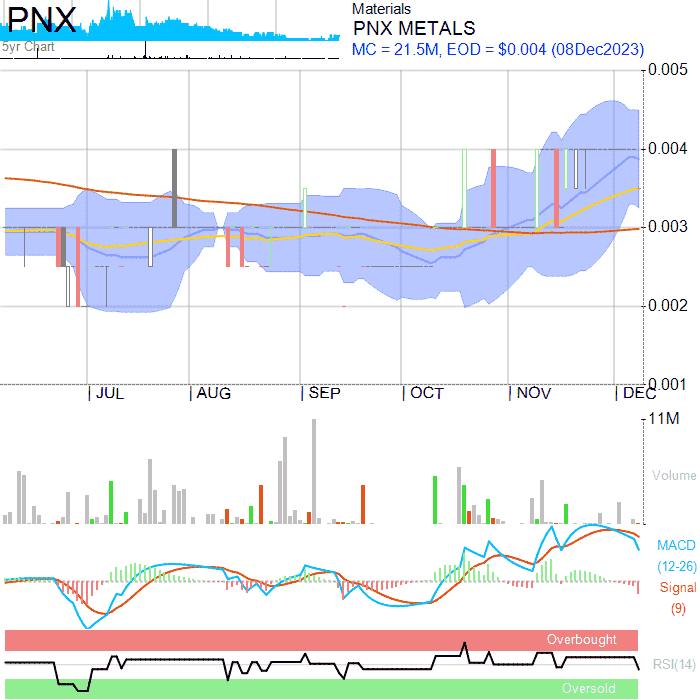 PNX
5yr Chart
Materials
PNX METALS
MC = 21.5M, EOD = $0.004 (08Dec2023)
0.005
0.004
0.003
0.002
0.001
JUL AUG SEP OCT NOV DEC
11M
Volume
MACD
(12-26)
Signal
(9)
Overbought
RSI(14)
Oversold